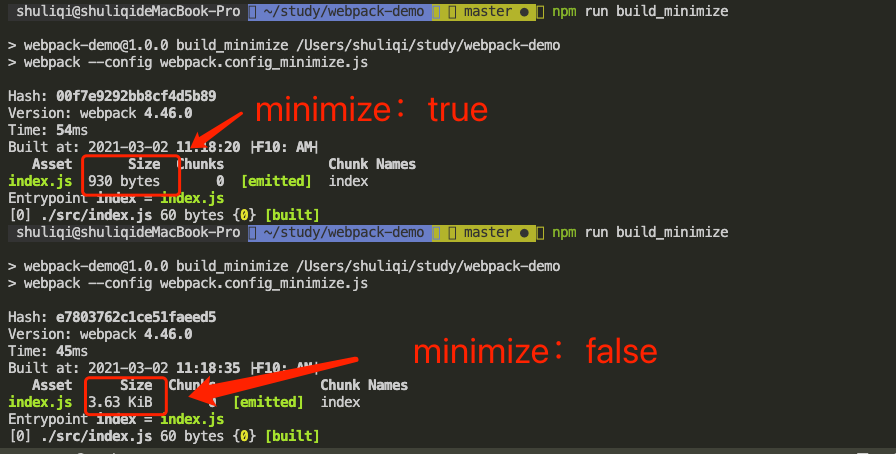 shuliqi@shuliqideMacBook-Pro ~/study/webpack-demo master ● npm run build_minimize
> webpack-demo@1.0.0 build_minimize /Users/shuliqi/study/webpack-demo
> webpack --config webpack.config_minimize.js
Hash: 00f7e9292bb8cf4d5b89
minimize：true
Version: webpack 4.46.0
Time: 54ms
Built at: 2021-03-02 11:18:20 |F10: AM|
Asset Size Chunks Chunk Names
index.js 930 bytes 0 [emitted] index
Entrypoint index = index.js
[0] ./src/index.js 60 bytes {0} [built]
shuliqi@shuliqideMacBook-Pro ~/study/webpack-demo master ● npm run build_minimize
> webpack-demo@1.0.0 build_minimize /Users/shuliqi/study/webpack-demo
> webpack --config webpack.config_minimize.js
Hash: e7803762c1ce51faeed5
Version: webpack 4.46.0
Time: 45ms
minimize：false
Built at: 2021-03-02 11:18:35 |F10: AM|
Asset Size Chunks Chunk Names
index.js 3.63 KiB 0 [emitted] index
Entrypoint index = index.js
[0] ./src/index.js 60 bytes {0} [built]